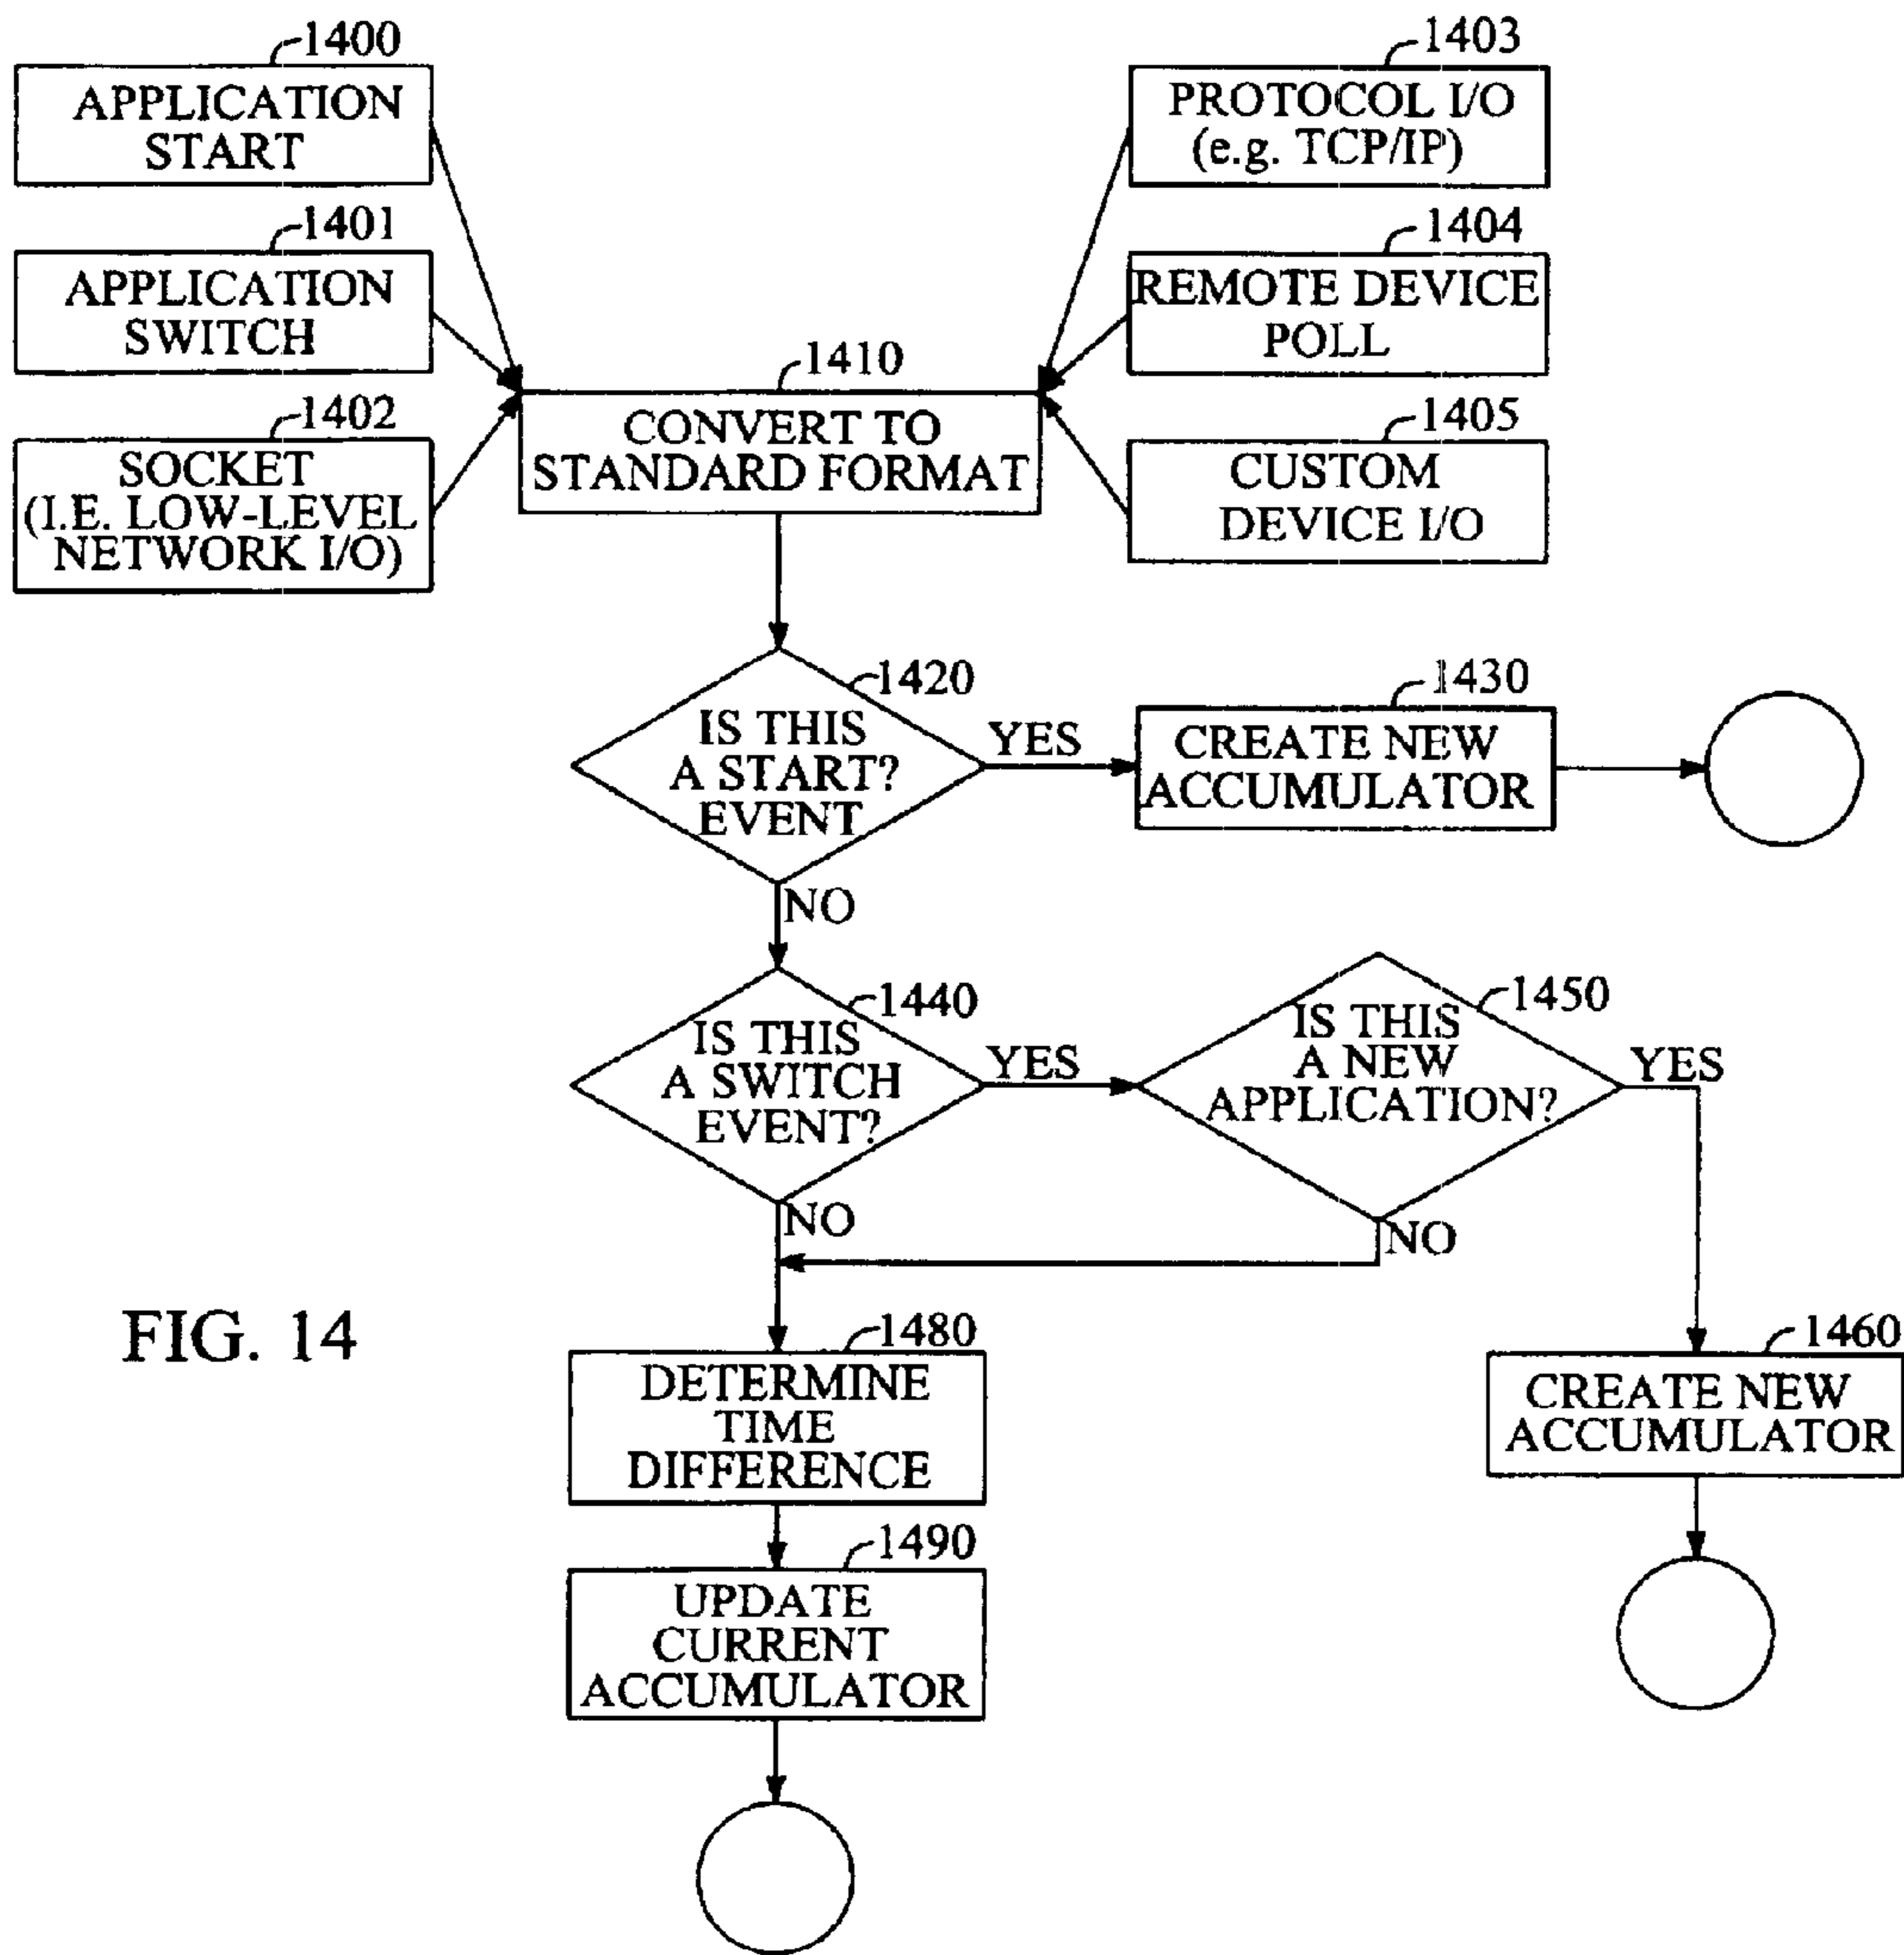 1400
APPLICATION
START
1401
APPLICATION
SWITCH
1402
SOCKET
(I.E. LOW-LEVEL
NETWORK I/O)
1403
PROTOCOL I/O
(e.g. TCP/IP)
1404
REMOTE DEVICE
POLL
1405
CUSTOM
DEVICE I/O
1410
CONVERT TO
STANDARD FORMAT
1420
IS THIS
A START?
EVENT
YES
1430
CREATE NEW
ACCUMULATOR
NO
1440
IS THIS
A SWITCH
EVENT?
YES
1450
IS THIS
A NEW
APPLICATION?
YES
NO
NO
FIG. 14
1480
DETERMINE
TIME
DIFFERENCE
1460
CREATE NEW
ACCUMULATOR
1490
UPDATE
CURRENT
ACCUMULATOR